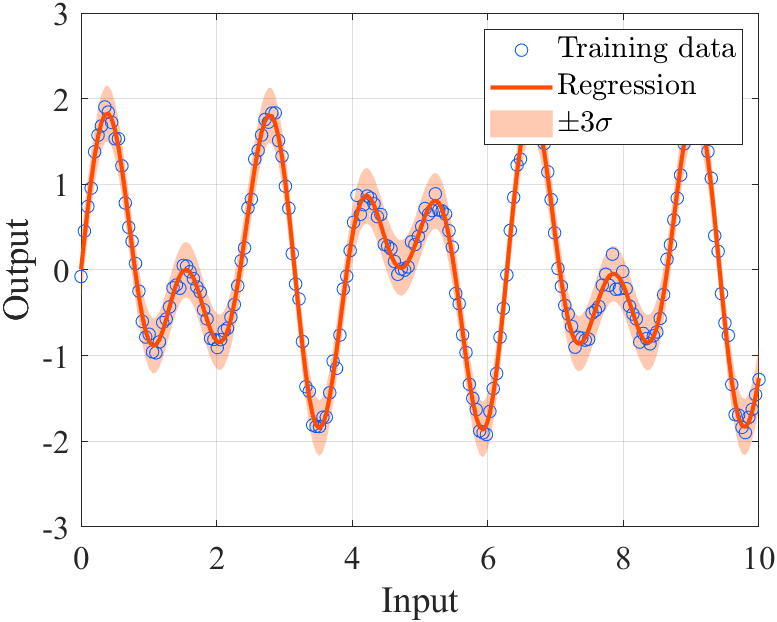 3
2
1
0
-1
-2
-3
Output
Training data
Regression
±3σ
0 2 4 6 8 10
Input